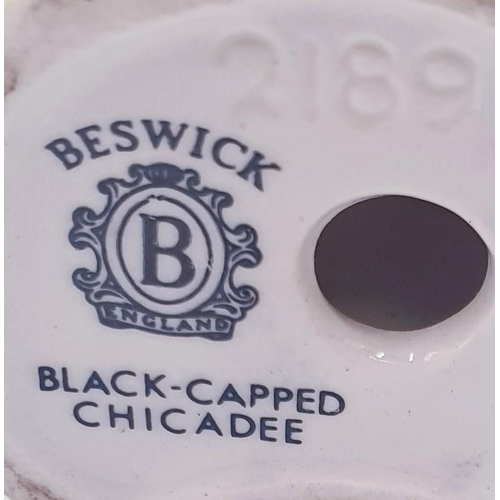 2189
BESWICK
B
ENGLAND
BLACK-CAPPED
CHICADEE